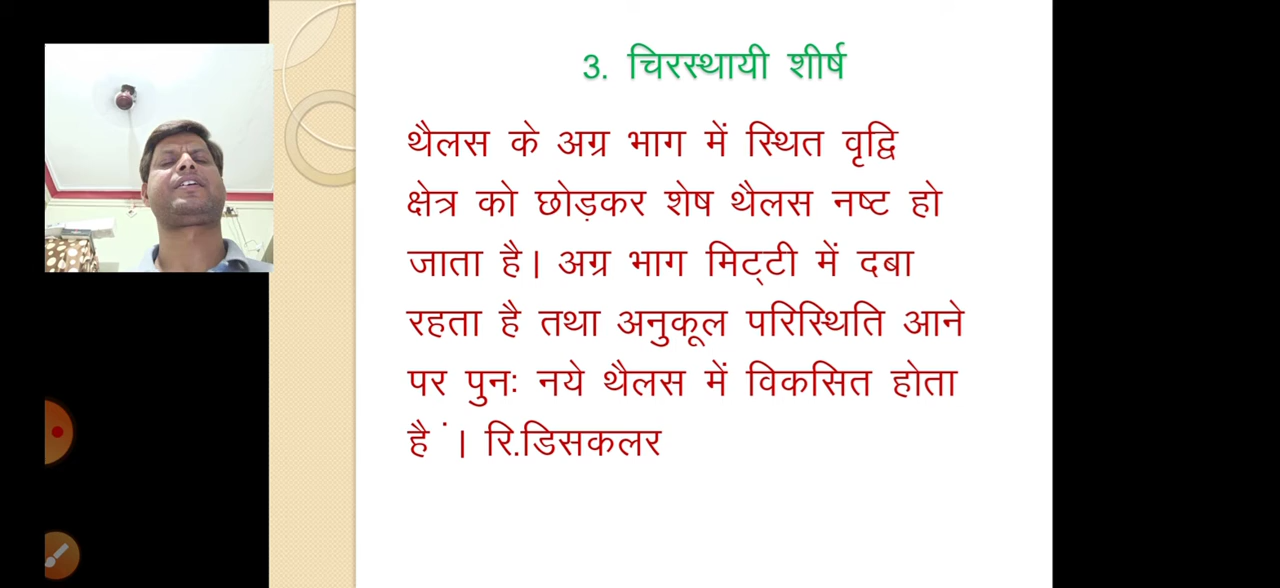 3. चिरस्थायी शीर्ष
थैलस के अग्र भाग में स्थित वृद्वि
क्षेत्र को छोड़कर शेष थैलस नष्ट हो
जाता है। अग्र भाग मिट्‌टी में दबा
रहता है तथा अनुकूल परिस्थिति आने
पर पुनः नये थैलस में विकसित होता
है ं। रि.डिसकलर